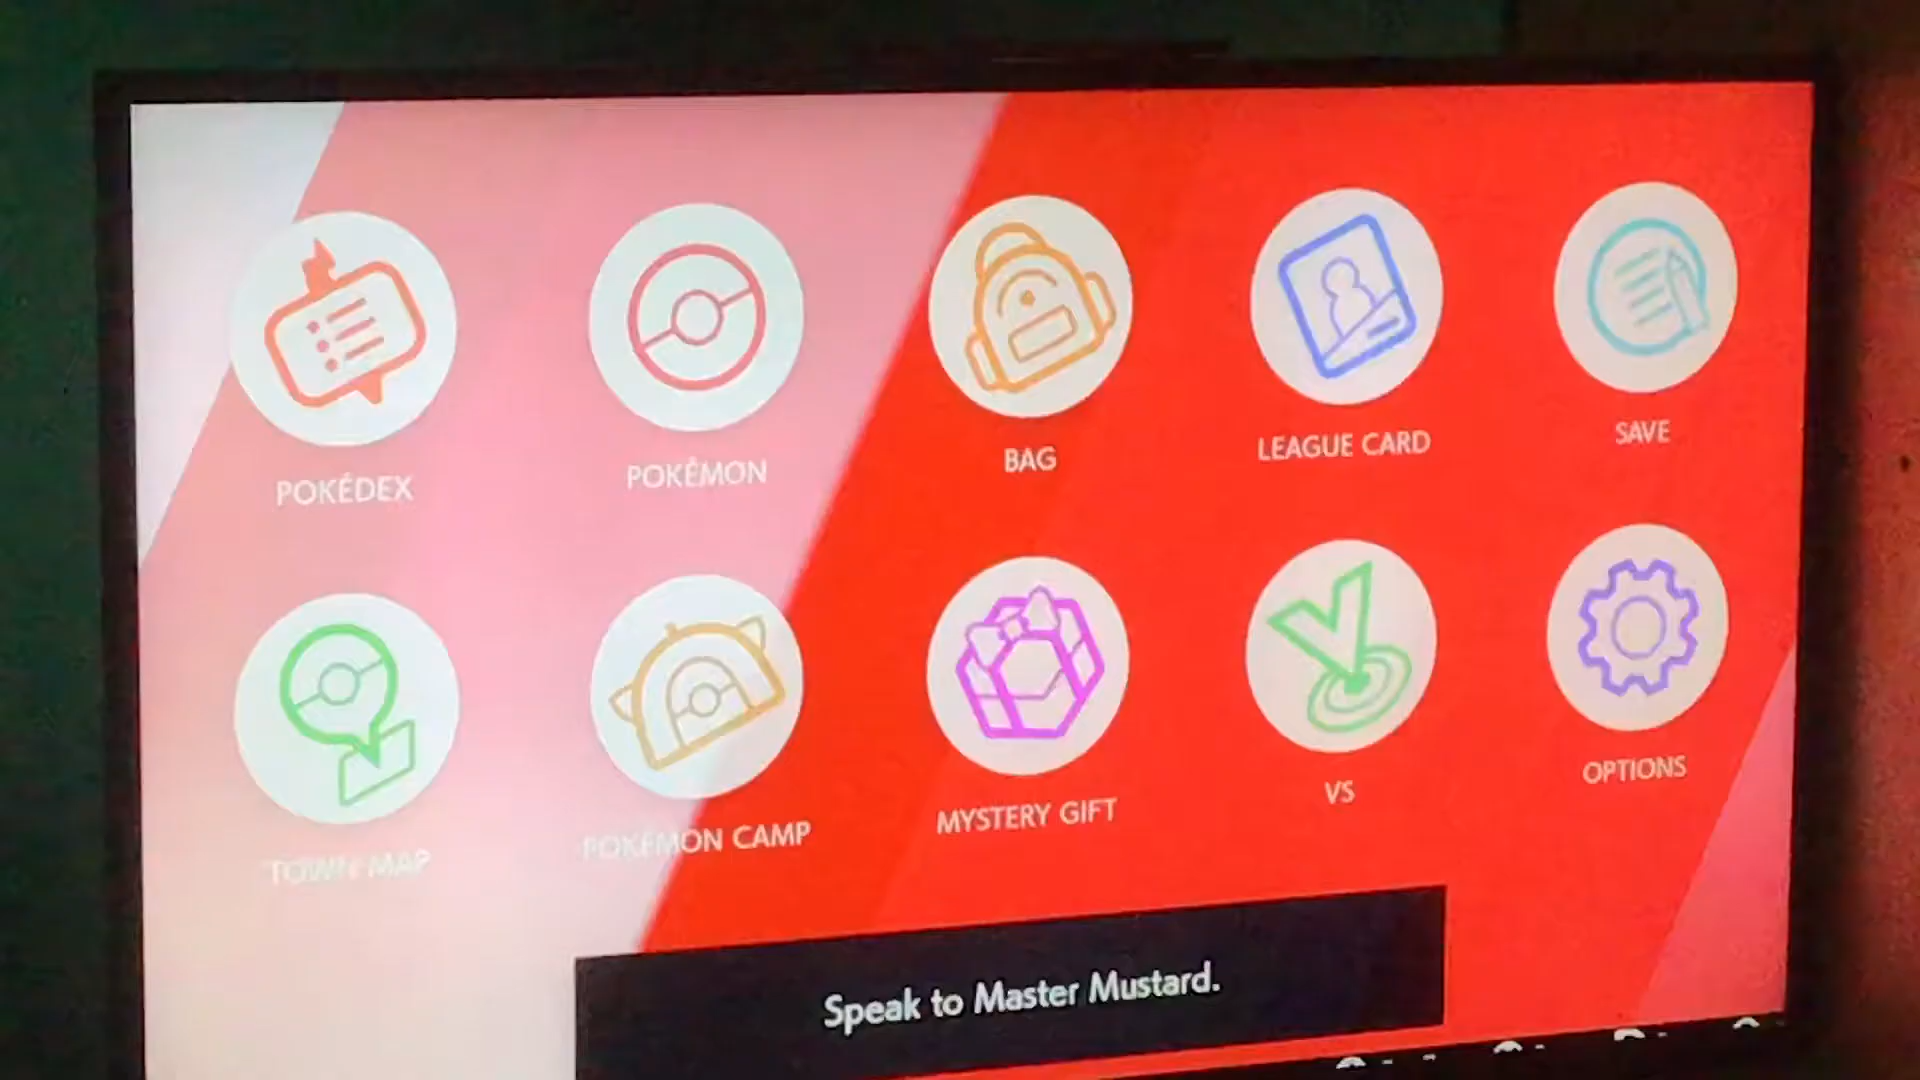 POKÉDEX
POKÉMON
BAG
LEAGUE CARD
SAVE
TOWN MAP
POKÉMON CAMP
MYSTERY GIFT
VS
OPTIONS
Speak to Master Mustard.